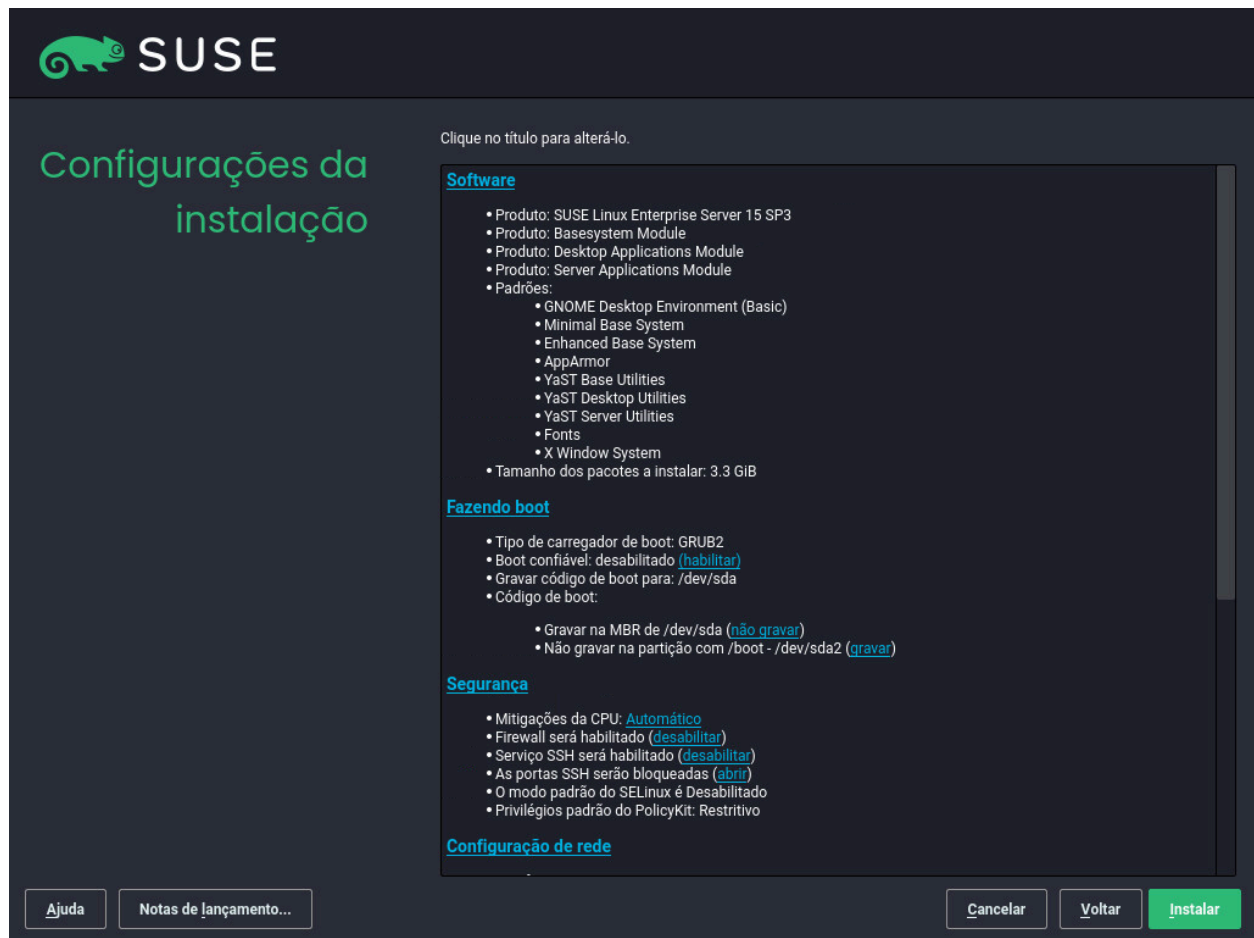 SUSE
Configurações da
instalação
Clique no título para alterá-lo.
Software
• Produto: SUSE Linux Enterprise Server 15 SP3
• Produto: Basesystem Module
• Produto: Desktop Applications Module
• Produto: Server Applications Module
• Padrões:
• GNOME Desktop Environment (Basic)
• Minimal Base System
• Enhanced Base System
• AppArmor
• YaST Base Utilities
• YaST Desktop Utilities
• YaST Server Utilities
• Fonts
• X Window System
• Tamanho dos pacotes a instalar: 3.3 GiB
Fazendo boot
• Tipo de carregador de boot: GRUB2
• Boot confiável: desabilitado (habilitar)
• Gravar código de boot para: /dev/sda
• Código de boot:
• Gravar na MBR de /dev/sda (não gravar)
• Não gravar na partição com /boot - /dev/sda2 (gravar)
Segurança
• Mitigações da CPU: Automático
• Firewall será habilitado (desabilitar)
• Serviço SSH será habilitado (desabilitar)
• As portas SSH serão bloqueadas (abrir)
• O modo padrão do SELinux é Desabilitado
• Privilégios padrão do PolicyKit: Restritivo
Configuração de rede
Ajuda
Notas de lançamento...
Cancelar
Voltar
Instalar